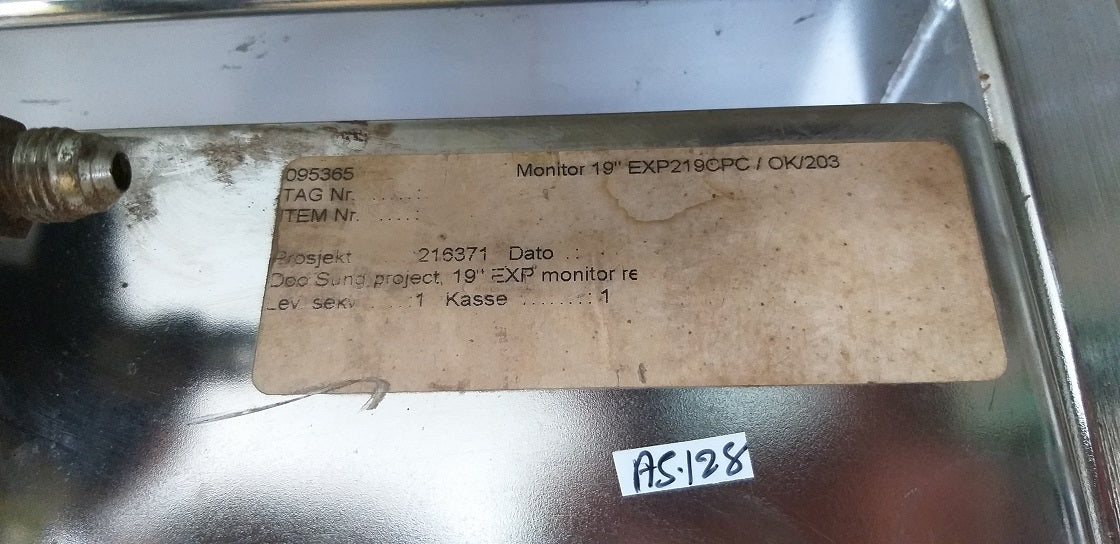 095365 Monitor 19" EXP219CPC / OK/203
TAG Nr. ......:
ITEM Nr. ....:
Prosjekt 216371 Dato .:
Doo Sung project, 19" EXP monitor re
Lev. sekv ....:1 Kasse .......: 1
AS.128